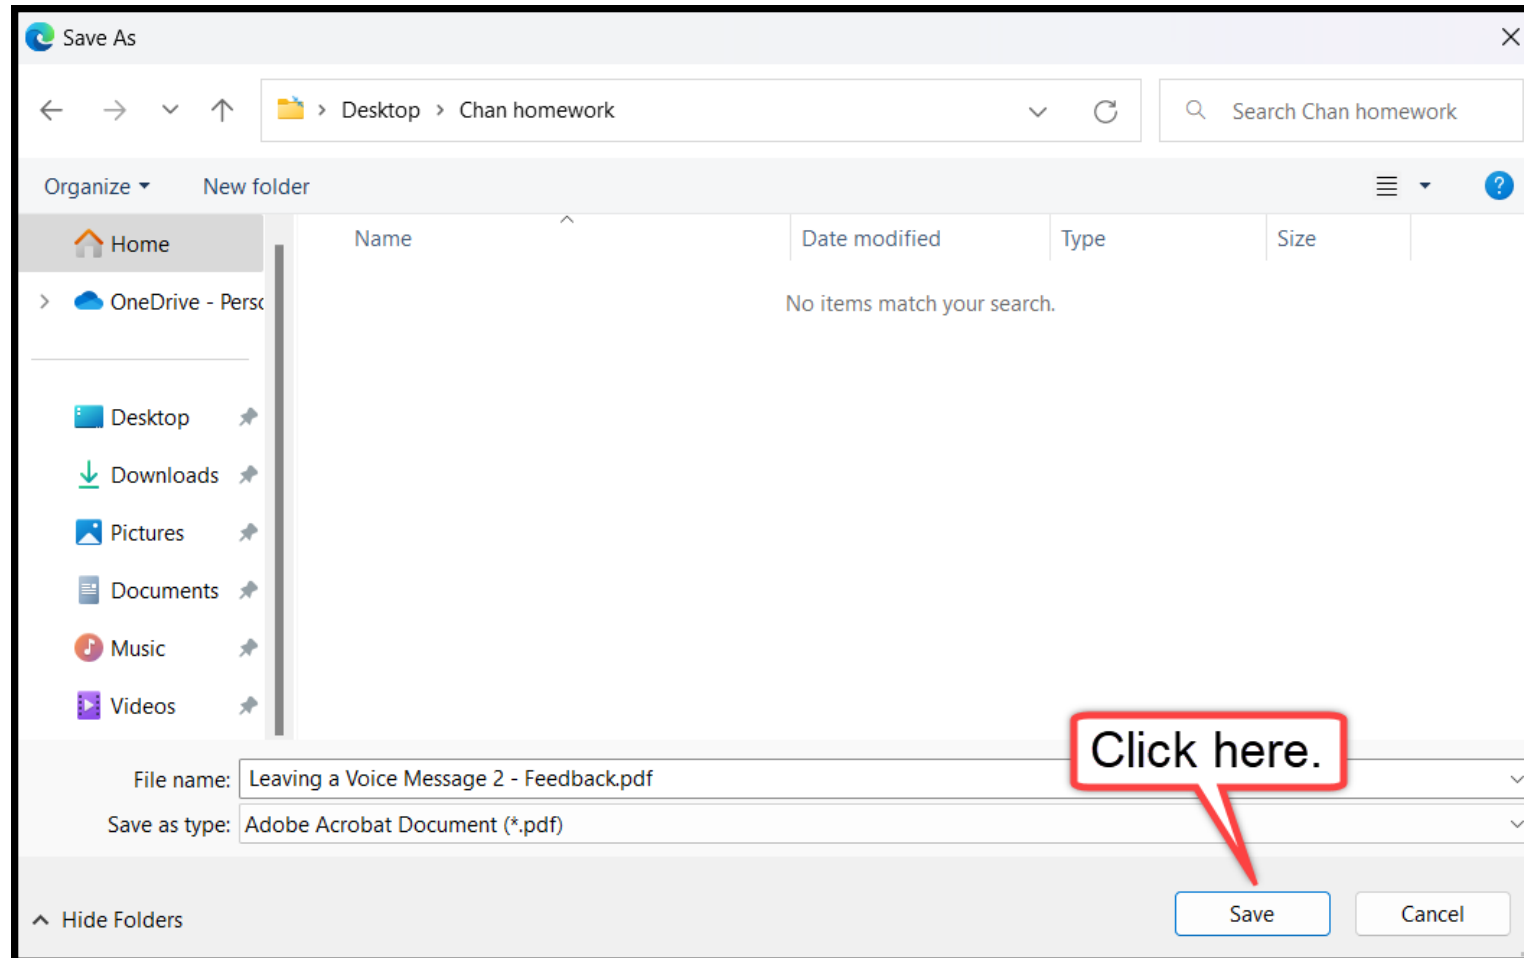 Save As
Desktop > Chan homework
Search Chan homework
Organize
New folder
?
Home
Name
Date modified
Type
Size
OneDrive - Perso
No items match your search.
Desktop
Downloads
Pictures
Documents
Music
Videos
Click here.
File name: Leaving a Voice Message 2 - Feedback.pdf
Save as type: Adobe Acrobat Document (*.pdf)
Hide Folders
Save
Cancel